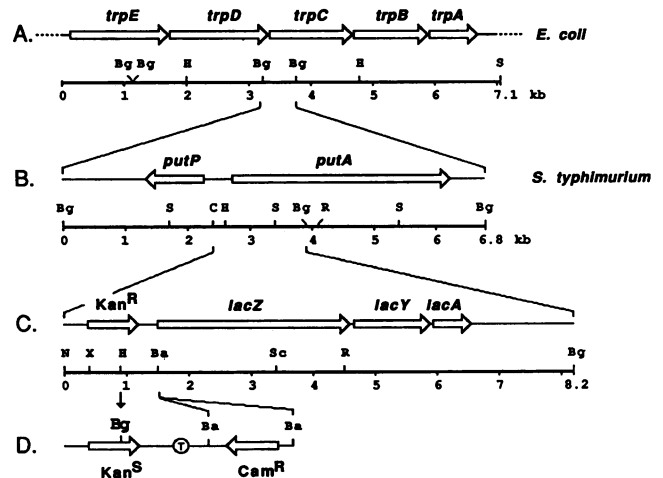 trpE trpD trpC trpB trpA
A. E. coli
Bg Bg H Bg Bg H S
0 1 2 3 4 5 6 7.1 kb
putP putA
B. S. typhimurium
Bg S C H S Bg R S Bg
0 1 2 3 4 5 6.8 kb
KanR lacZ lacY lacA
C.
N X H Ba Sc R Bg
0 1 2 3 4 5 6 7 8.2
Bg Ba Ba
D. T
KanS CamR